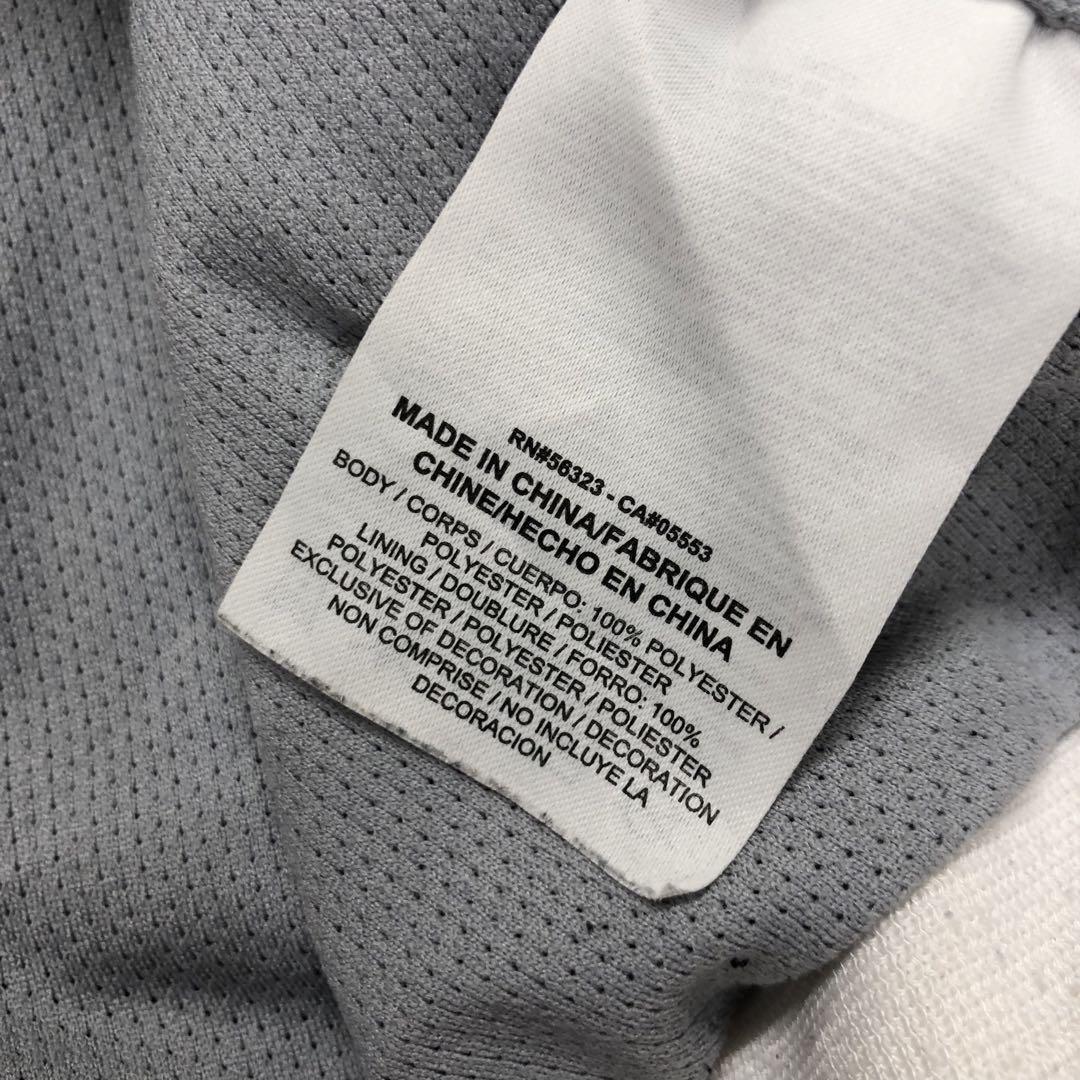 RN#56323 - CA#05553
MADE IN CHINA/FABRIQUE EN
CHINE/HECHO EN CHINA
BODY / CORPS / CUERPO: 100% POLYESTER /
POLYESTER / POLIESTER
LINING / DOUBLURE / FORRO: 100%
POLYESTER / POLYESTER / POLIESTER
EXCLUSIVE OF DECORATION / DECORATION
NON COMPRISE / NO INCLUYE LA
DECORACION